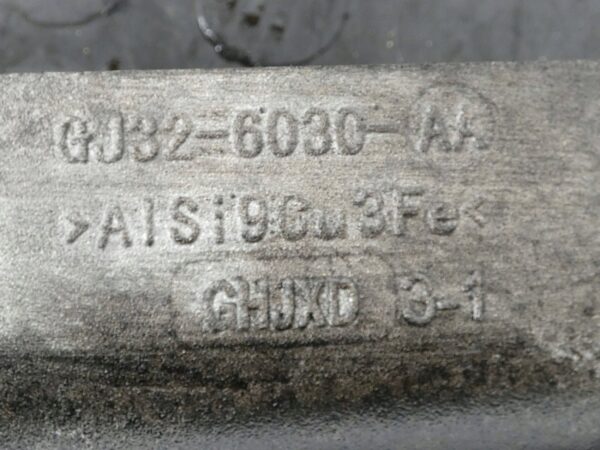 GJ32-6030-AA
>AlSi9Cu3Fe<
GHJXD 3-1